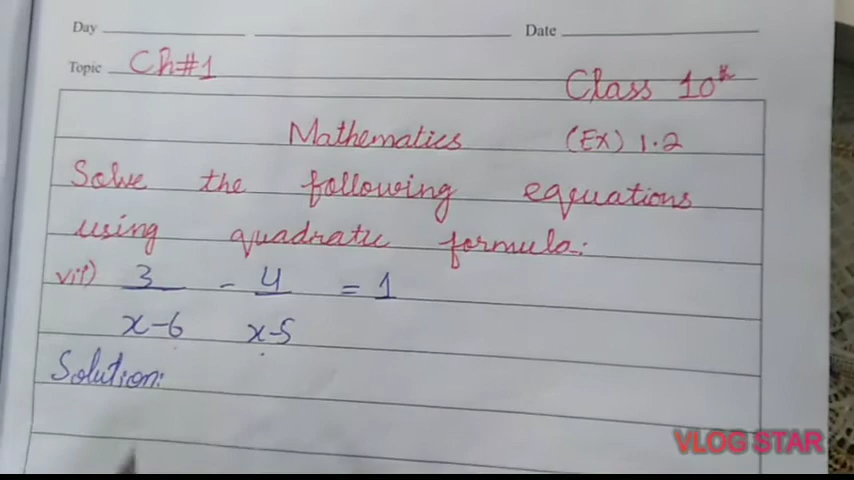 Day Date
Topic Ch#1
Class 10th
Mathematics (Ex) 1.2
Solve the following equations
using quadratic formula:
vii) 3/x-6 - 4/x-5 = 1
Solution:
VLOG STAR